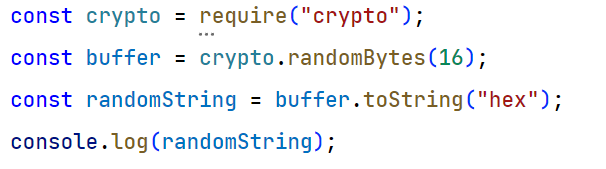 const crypto = require("crypto");
const buffer = crypto.randomBytes(16);
const randomString = buffer.toString("hex");
console.log(randomString);